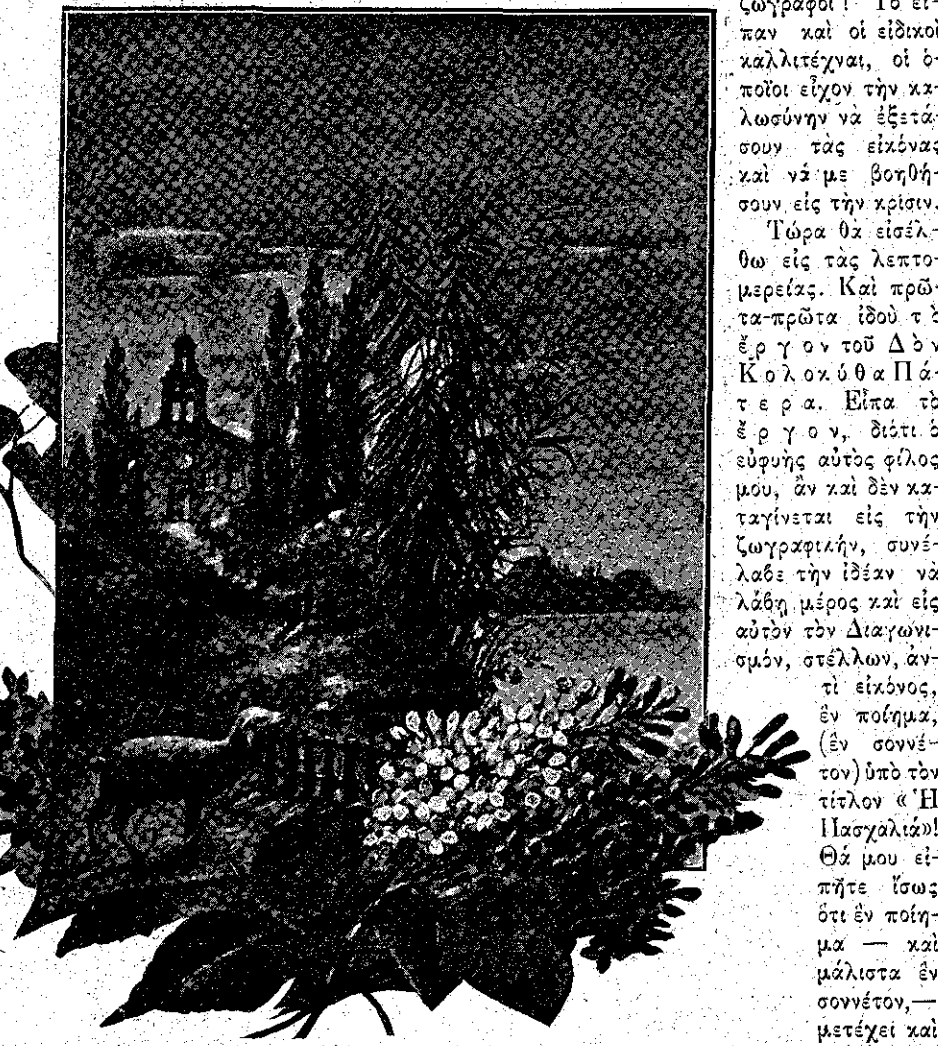 ζωγράφοι! Τὸ εἶ-
παν καὶ οἱ εἰδικοὶ
καλλιτέχναι, οἱ ὁ-
ποῖοι εἶχον τὴν κα-
λωσύνην νὰ ἐξετά-
σουν τὰς εἰκόνας
καὶ νά με βοηθή-
σουν εἰς τὴν κρίσιν.
Τώρα θὰ εἰσέλ-
θω εἰς τὰς λεπτο-
μερείας. Καὶ πρῶ-
τα-πρῶτα ἰδοὺ τὸ
ἔργον τοῦ Δὸν
Κολοκύθα Πά-
τερα. Εἶπα τὸ
ἔργον, διότι ὁ
εὐφυὴς αὐτὸς φίλος
μου, ἂν καὶ δὲν κα-
ταγίνεται εἰς τὴν
ζωγραφικήν, συνέ-
λαβε τὴν ἰδέαν νὰ
λάβῃ μέρος καὶ εἰς
αὐτὸν τὸν Διαγωνι-
σμόν, στέλλων, ἀν-
τὶ εἰκόνος,
ἓν ποίημα,
(ἓν σοννέ-
τον) ὑπὸ τὸν
τίτλον «Ἡ
Πασχαλιά»!
Θά μου εἰ-
πῆτε ἴσως
ὅτι ἓν ποίη-
μα — καὶ
μάλιστα ἓν
σοννέτον,—
μετέχει καὶ